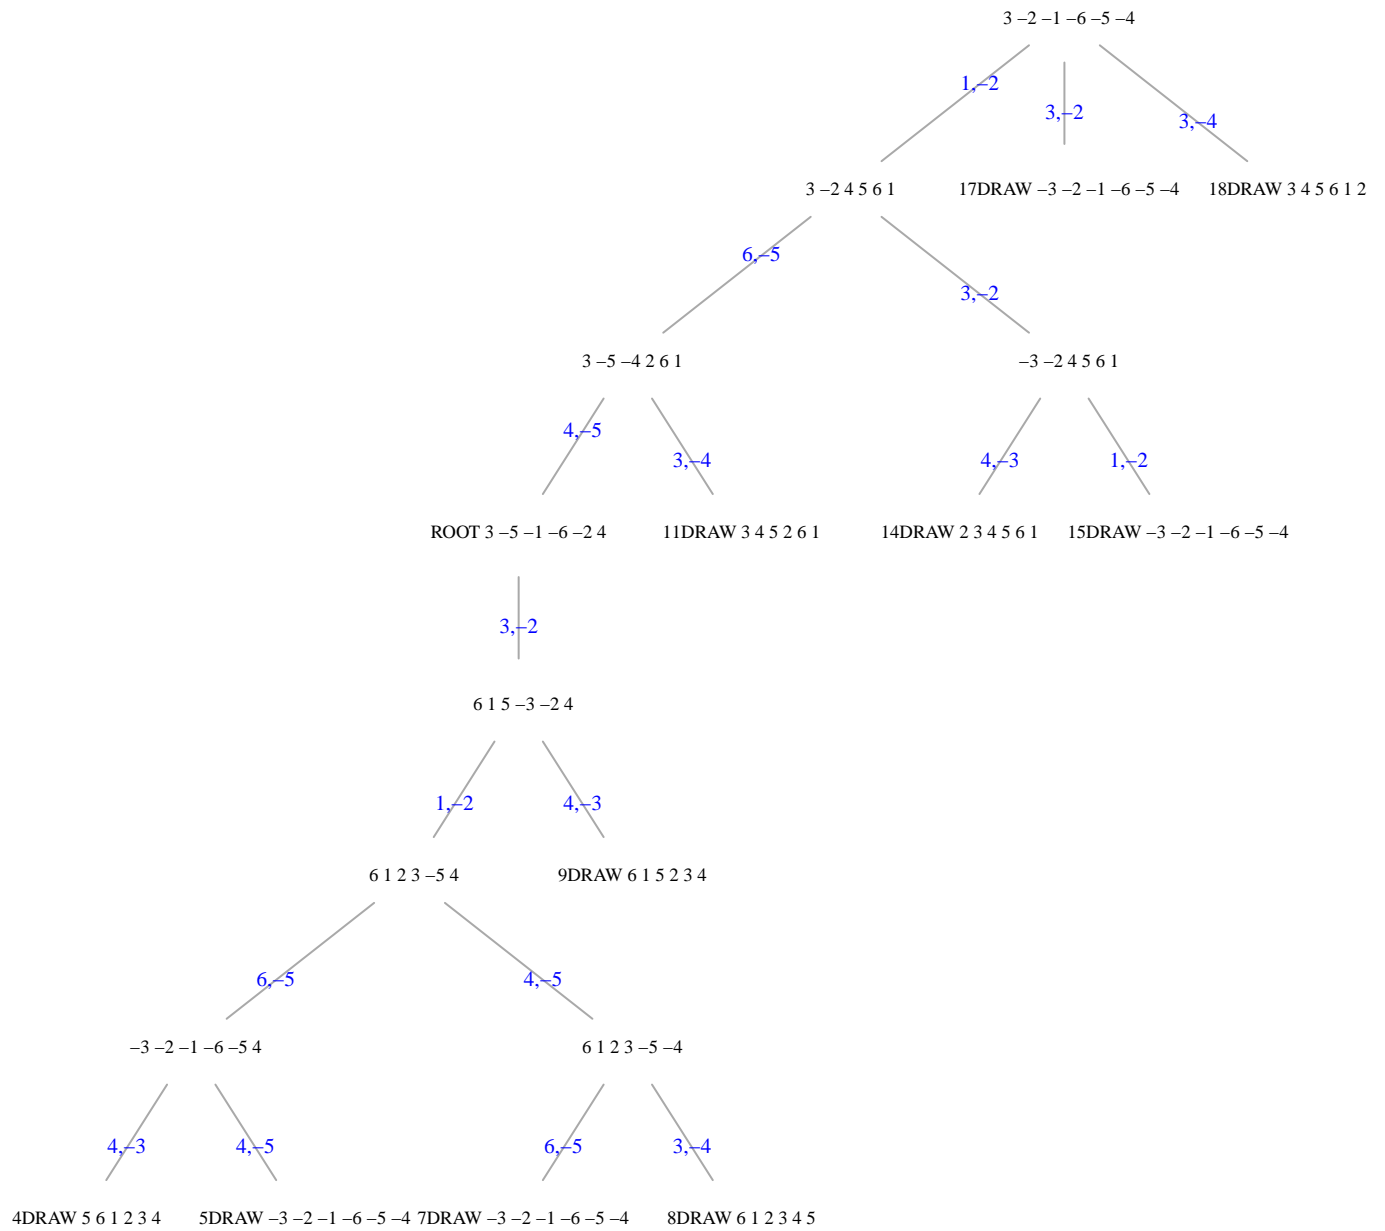 3 –2 –1 –6 –5 –4
1,–2
3,–2
3,–4
3 –2 4 5 6 1
17DRAW –3 –2 –1 –6 –5 –4
18DRAW 3 4 5 6 1 2
6,–5
3,–2
3 –5 –4 2 6 1
–3 –2 4 5 6 1
4,–5
3,–4
4,–3
1,–2
ROOT 3 –5 –1 –6 –2 4
11DRAW 3 4 5 2 6 1
14DRAW 2 3 4 5 6 1
15DRAW –3 –2 –1 –6 –5 –4
3,–2
6 1 5 –3 –2 4
1,–2
4,–3
6 1 2 3 –5 4
9DRAW 6 1 5 2 3 4
6,–5
4,–5
–3 –2 –1 –6 –5 4
6 1 2 3 –5 –4
4,–3
4,–5
6,–5
3,–4
4DRAW 5 6 1 2 3 4
5DRAW –3 –2 –1 –6 –5 –4
7DRAW –3 –2 –1 –6 –5 –4
8DRAW 6 1 2 3 4 5